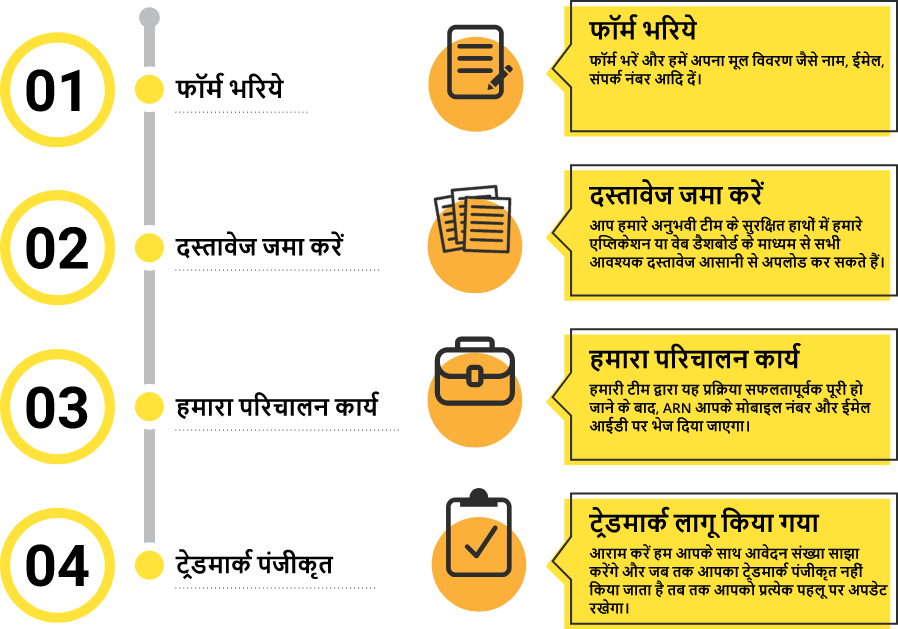 01
फॉर्म भरिये
फॉर्म भरिये
फॉर्म भरें और हमें अपना मूल विवरण जैसे नाम, ईमेल,
संपर्क नंबर आदि दें।
02
दस्तावेज जमा करें
दस्तावेज जमा करें
आप हमारे अनुभवी टीम के सुरक्षित हाथों में हमारे
एप्लिकेशन या वेब डैशबोर्ड के माध्यम से सभी
आवश्यक दस्तावेज आसानी से अपलोड कर सकते हैं।
03
हमारा परिचालन कार्य
हमारा परिचालन कार्य
हमारी टीम द्वारा यह प्रक्रिया सफलतापूर्वक पूरी हो
जाने के बाद, ARN आपके मोबाइल नंबर और ईमेल
आईडी पर भेज दिया जाएगा।
04
ट्रेडमार्क पंजीकृत
ट्रेडमार्क लागू किया गया
आराम करें हम आपके साथ आवेदन संख्या साझा
करेंगे और जब तक आपका ट्रेडमार्क पंजीकृत नहीं
किया जाता है तब तक आपको प्रत्येक पहलू पर अपडेट
रखेगा।